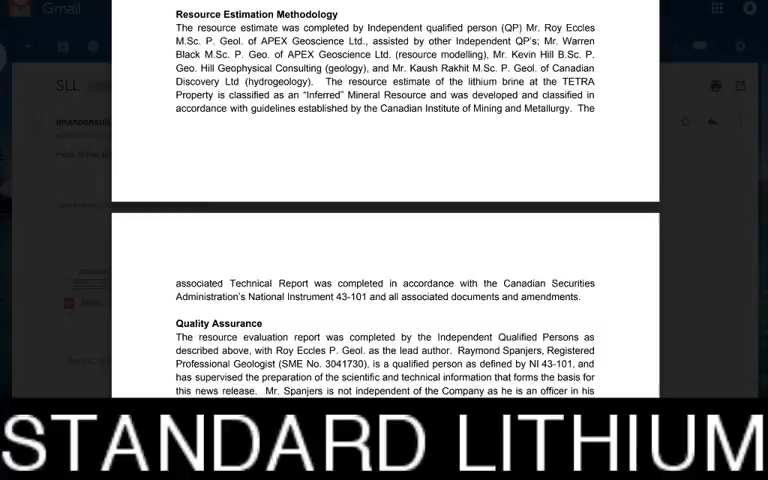 Gmail
Resource Estimation Methodology
The resource estimate was completed by Independent qualified person (QP) Mr. Roy Eccles
M.Sc. P. Geol. of APEX Geoscience Ltd., assisted by other Independent QP's; Mr. Warren
Black M.Sc. P. Geo. of APEX Geoscience Ltd. (resource modelling), Mr. Kevin Hill B.Sc. P.
Geo. Hill Geophysical Consulting (geology), and Mr. Kaush Rakhit M.Sc. P. Geol. of Canadian
Discovery Ltd (hydrogeology). The resource estimate of the lithium brine at the TETRA
Property is classified as an “Inferred” Mineral Resource and was developed and classified in
accordance with guidelines established by the Canadian Institute of Mining and Metallurgy. The
SLL
associated Technical Report was completed in accordance with the Canadian Securities
Administration's National Instrument 43-101 and all associated documents and amendments.
Quality Assurance
The resource evaluation report was completed by the Independent Qualified Persons as
described above, with Roy Eccles P. Geol. as the lead author. Raymond Spanjers, Registered
Professional Geologist (SME No. 3041730), is a qualified person as defined by NI 43-101, and
has supervised the preparation of the scientific and technical information that forms the basis for
this news release. Mr. Spanjers is not independent of the Company as he is an officer in his
STANDARD LITHIUM